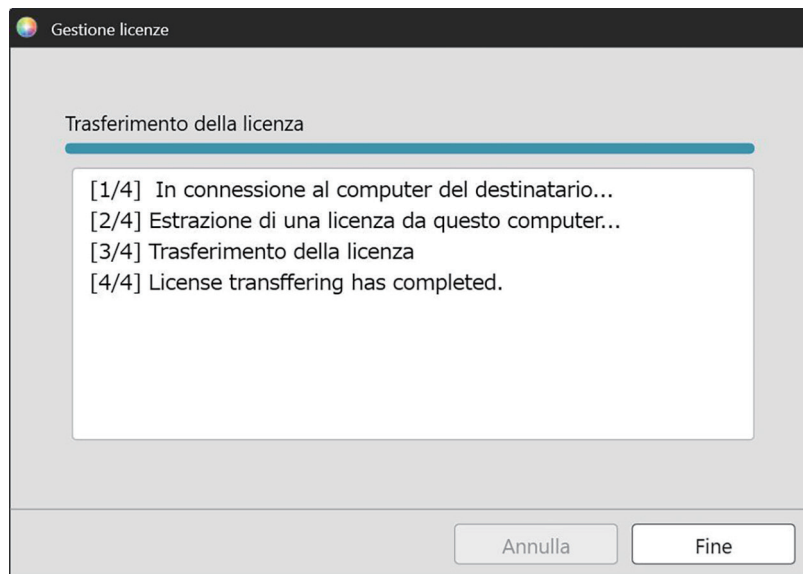 Gestione licenze
Trasferimento della licenza
[1/4] In connessione al computer del destinatario...
[2/4] Estrazione di una licenza da questo computer...
[3/4] Trasferimento della licenza
[4/4] License transffering has completed.
Annulla
Fine